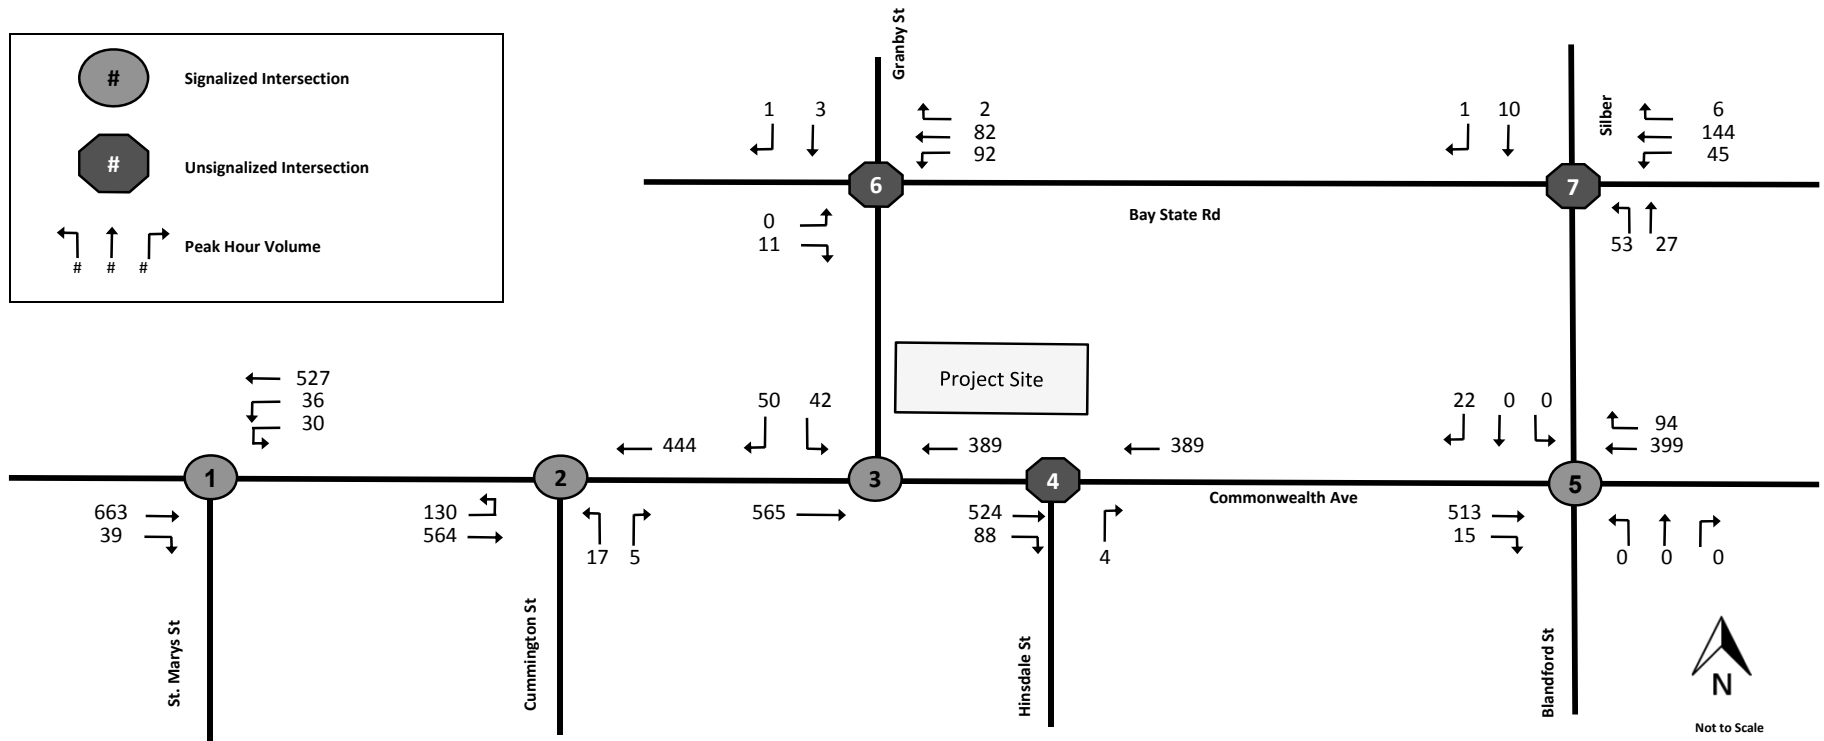 # Signalized Intersection
# Unsignalized Intersection
# # # Peak Hour Volume
Granby St
1 3
2
82
92
6
0
11
Bay State Rd
Silber
1 10
6
144
45
7
53 27
527
36
30
1
663
39
St. Marys St
444
2
130
564
17 5
Cummington St
50 42
389
3
565
Project Site
389
4
524
88
4
Hinsdale St
Commonwealth Ave
22 0 0
94
399
5
513
15
0 0 0
Blandford St
N
Not to Scale